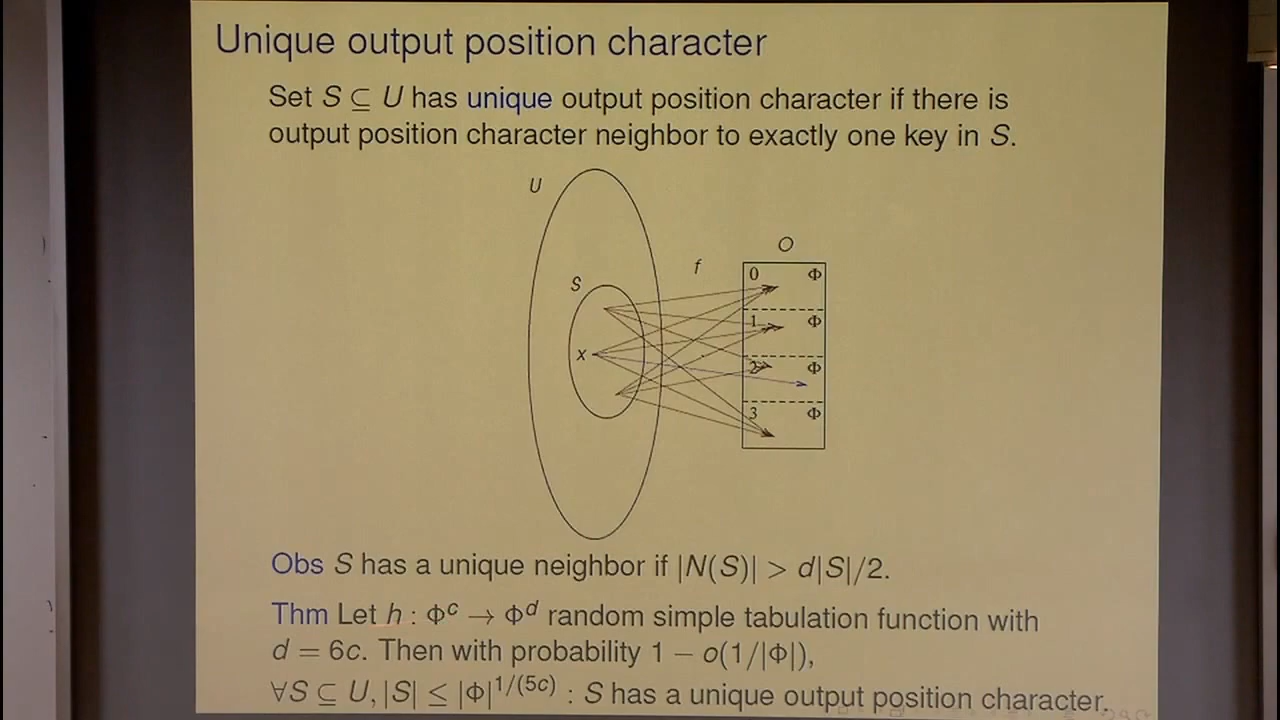 Unique output position character
Set S ⊆ U has unique output position character if there is
output position character neighbor to exactly one key in S.
U
O
f
0 Φ
S
1 Φ
x
2 Φ
3 Φ
Obs S has a unique neighbor if |N(S)| > d|S|/2.
Thm Let h : Φ^c → Φ^d random simple tabulation function with
d = 6c. Then with probability 1 − o(1/|Φ|),
∀S ⊆ U, |S| ≤ |Φ|^{1/(5c)} : S has a unique output position character.